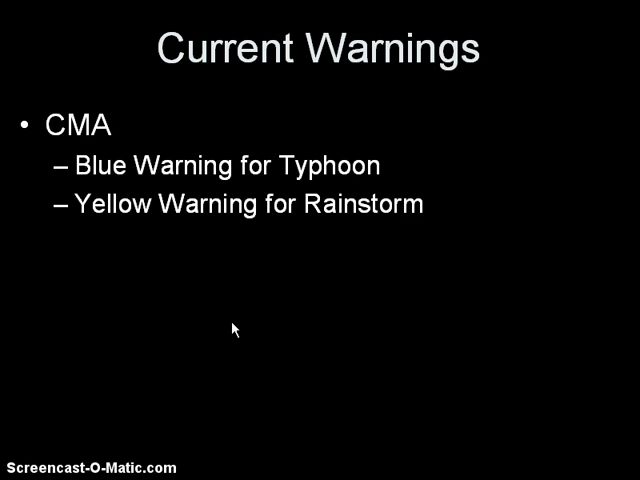 Current Warnings
• CMA
– Blue Warning for Typhoon
– Yellow Warning for Rainstorm
Screencast-O-Matic.com